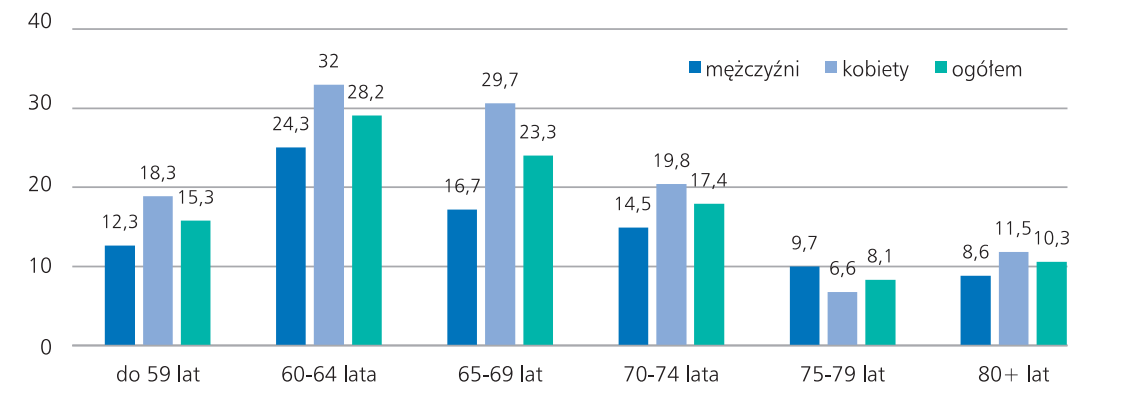 40
mężczyźni kobiety ogółem
30
20
10
0
12,3 18,3 15,3
24,3 32 28,2
16,7 29,7 23,3
14,5 19,8 17,4
9,7 6,6 8,1
8,6 11,5 10,3
do 59 lat 60-64 lata 65-69 lat 70-74 lata 75-79 lat 80+ lat